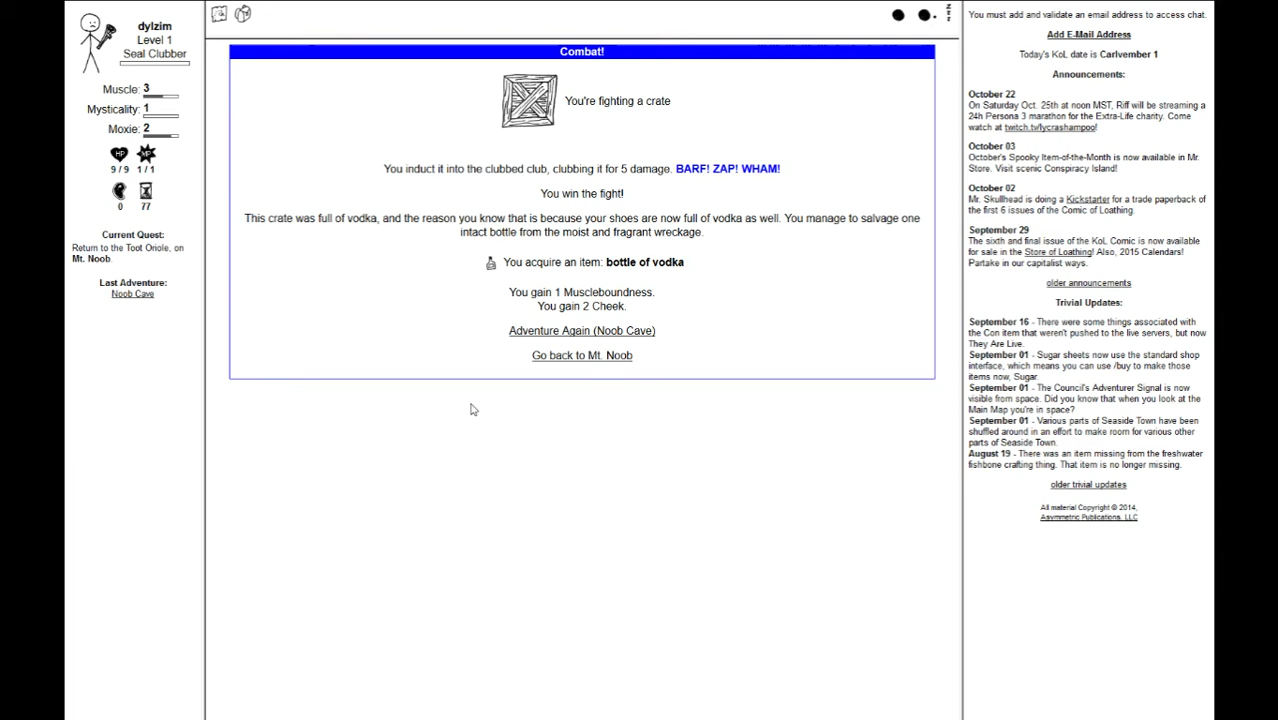 dylzim
Level 1
Seal Clubber
Muscle: 3
Mysticality: 1
Moxie: 2
HP MP
9 / 9 1 / 1
0 77
Current Quest:
Return to the Toot Oriole, on
Mt. Noob.
Last Adventure:
Noob Cave
Combat!
You're fighting a crate
You induct it into the clubbed club, clubbing it for 5 damage. BARF! ZAP! WHAM!
You win the fight!
This crate was full of vodka, and the reason you know that is because your shoes are now full of vodka as well. You manage to salvage one
intact bottle from the moist and fragrant wreckage.
You acquire an item: bottle of vodka
You gain 1 Muscleboundness.
You gain 2 Cheek.
Adventure Again (Noob Cave)
Go back to Mt. Noob
You must add and validate an email address to access chat.
Add E-Mail Address
Today's KoL date is Carlvember 1
Announcements:
October 22
On Saturday Oct. 25th at noon MST, Riff will be streaming a
24h Persona 3 marathon for the Extra-Life charity. Come
watch at twitch.tv/lycrashampoo!
October 03
October's Spooky Item-of-the-Month is now available in Mr.
Store. Visit scenic Conspiracy Island!
October 02
Mr. Skullhead is doing a Kickstarter for a trade paperback of
the first 6 issues of the Comic of Loathing.
September 29
The sixth and final issue of the KoL Comic is now available
for sale in the Store of Loathing! Also, 2015 Calendars!
Partake in our capitalist ways.
older announcements
Trivial Updates:
September 16 - There were some things associated with
the Con item that weren't pushed to the live servers, but now
They Are Live.
September 01 - Sugar sheets now use the standard shop
interface, which means you can use /buy to make those
items now, Sugar.
September 01 - The Council's Adventurer Signal is now
visible from space. Did you know that when you look at the
Main Map you're in space?
September 01 - Various parts of Seaside Town have been
shuffled around in an effort to make room for various other
parts of Seaside Town.
August 19 - There was an item missing from the freshwater
fishbone crafting thing. That item is no longer missing.
older trivial updates
All material Copyright © 2014,
Asymmetric Publications, LLC